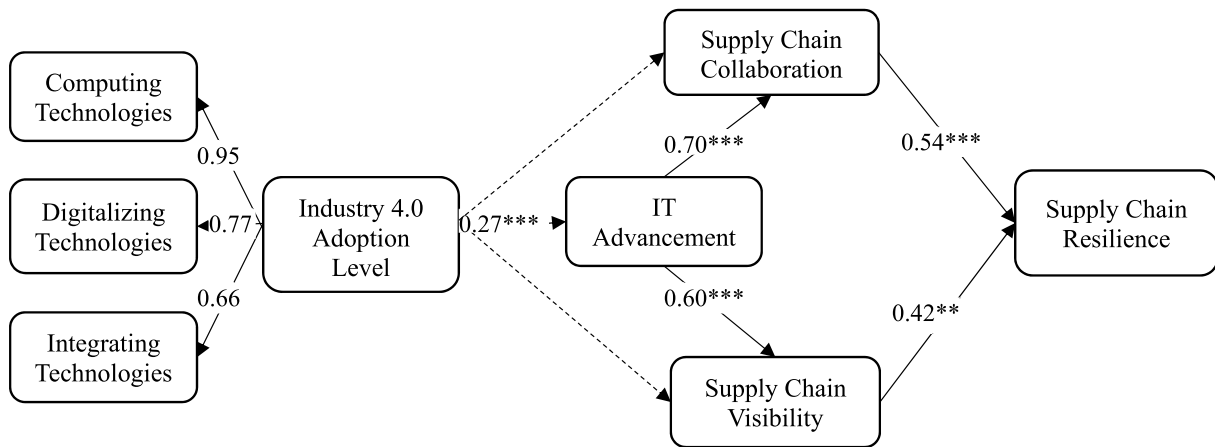 Computing
Technologies
Digitalizing
Technologies
Integrating
Technologies
0.95
0.77
0.66
Industry 4.0
Adoption
Level
0.27***
Supply Chain
Collaboration
0.70***
IT
Advancement
0.60***
Supply Chain
Visibility
0.54***
0.42**
Supply Chain
Resilience